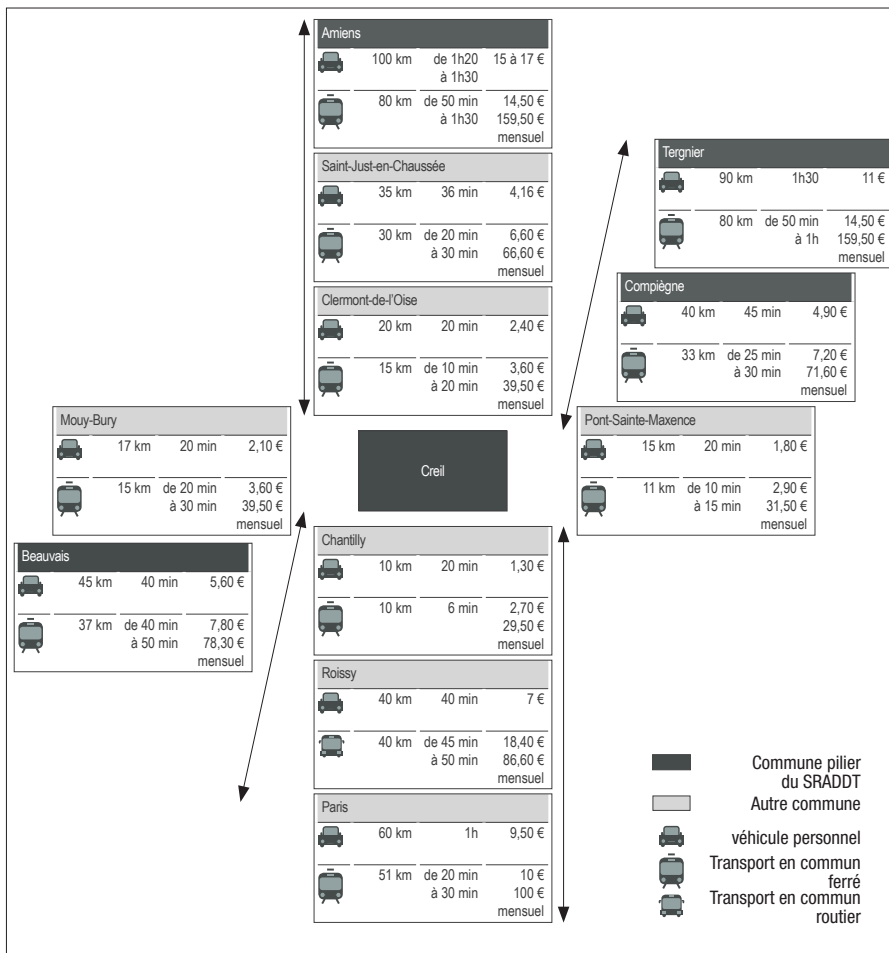 Amiens
100 km de 1h20 15 à 17 €
à 1h30
80 km de 50 min 14,50 €
à 1h30 159,50 €
mensuel
Saint-Just-en-Chaussée
35 km 36 min 4,16 €
30 km de 20 min 6,60 €
à 30 min 66,60 €
mensuel
Clermont-de-l'Oise
20 km 20 min 2,40 €
15 km de 10 min 3,60 €
à 20 min 39,50 €
mensuel
Tergnier
90 km 1h30 11 €
80 km de 50 min 14,50 €
à 1h 159,50 €
mensuel
Compiègne
40 km 45 min 4,90 €
33 km de 25 min 7,20 €
à 30 min 71,60 €
mensuel
Mouy-Bury
17 km 20 min 2,10 €
15 km de 20 min 3,60 €
à 30 min 39,50 €
mensuel
Creil
Pont-Sainte-Maxence
15 km 20 min 1,80 €
11 km de 10 min 2,90 €
à 15 min 31,50 €
mensuel
Beauvais
45 km 40 min 5,60 €
37 km de 40 min 7,80 €
à 50 min 78,30 €
mensuel
Chantilly
10 km 20 min 1,30 €
10 km 6 min 2,70 €
29,50 €
mensuel
Roissy
40 km 40 min 7 €
40 km de 45 min 18,40 €
à 50 min 86,60 €
mensuel
Paris
60 km 1h 9,50 €
51 km de 20 min 10 €
à 30 min 100 €
mensuel
Commune pilier
du SRADDT
Autre commune
véhicule personnel
Transport en commun
ferré
Transport en commun
routier